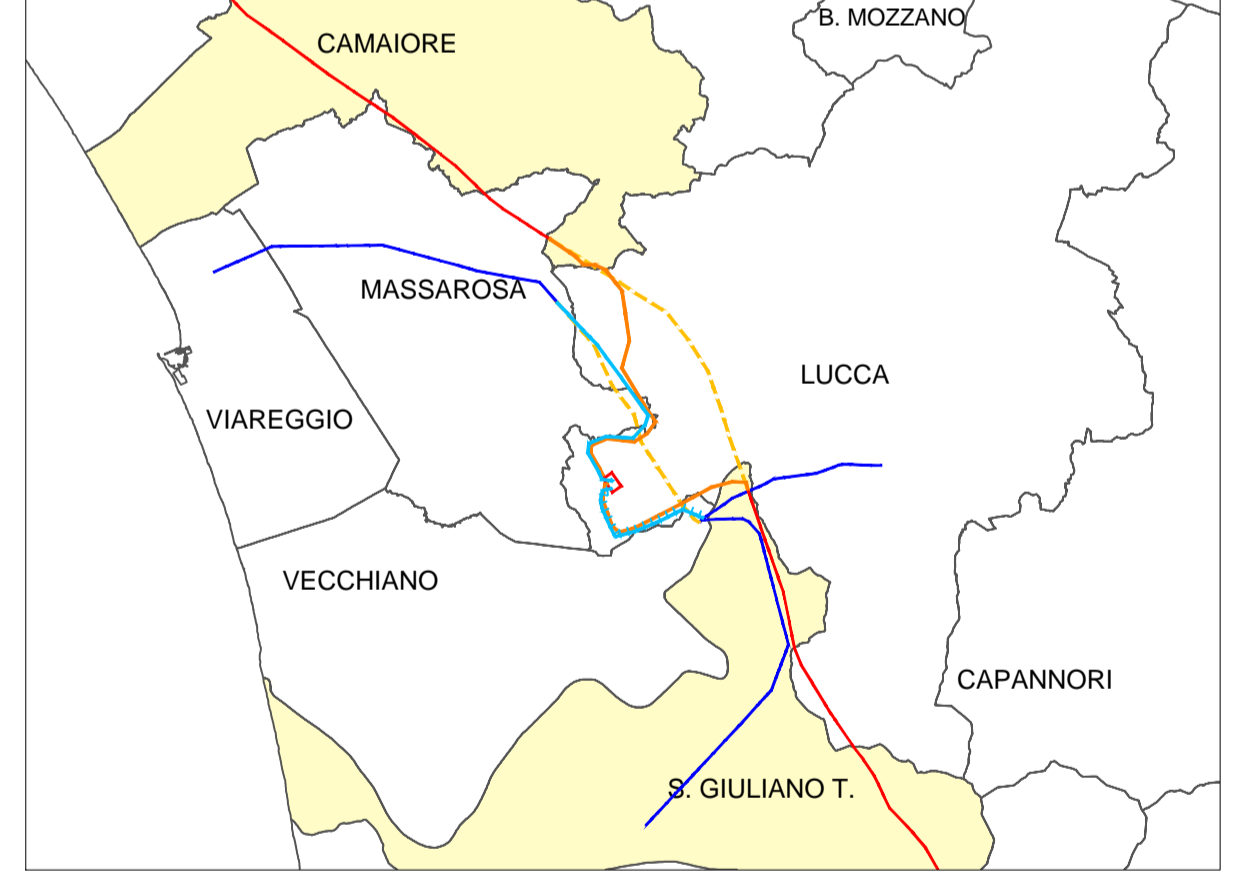 B. MOZZANO
CAMAIORE
MASSAROSA
LUCCA
VIAREGGIO
VECCHIANO
CAPANNORI
S. GIULIANO T.